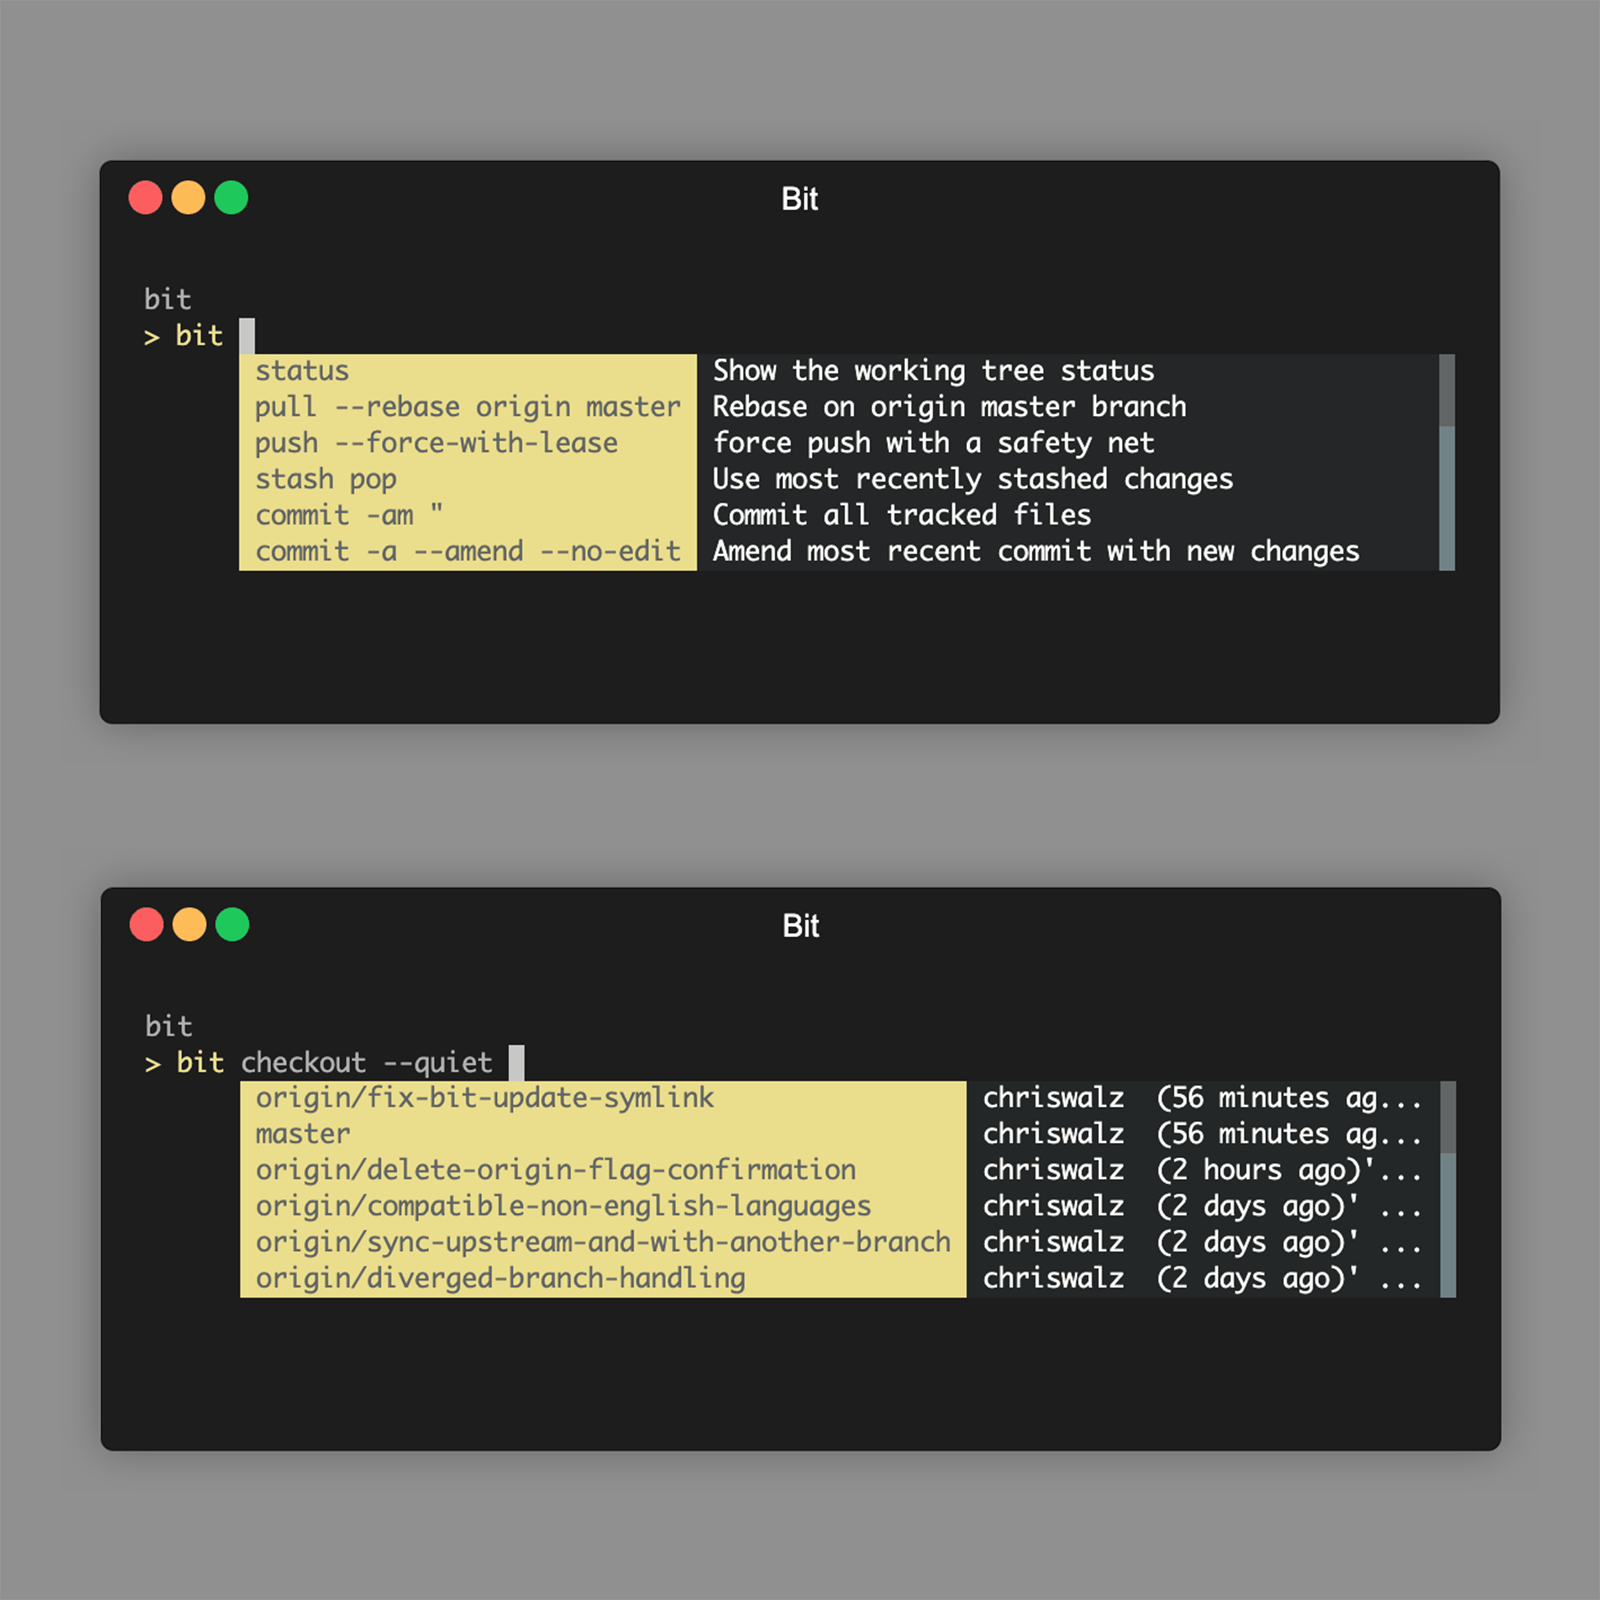 Bit
bit
> bit
status Show the working tree status
pull --rebase origin master Rebase on origin master branch
push --force-with-lease force push with a safety net
stash pop Use most recently stashed changes
commit -am " Commit all tracked files
commit -a --amend --no-edit Amend most recent commit with new changes
Bit
bit
> bit checkout --quiet
origin/fix-bit-update-symlink chriswalz (56 minutes ag...
master chriswalz (56 minutes ag...
origin/delete-origin-flag-confirmation chriswalz (2 hours ago)'...
origin/compatible-non-english-languages chriswalz (2 days ago)' ...
origin/sync-upstream-and-with-another-branch chriswalz (2 days ago)' ...
origin/diverged-branch-handling chriswalz (2 days ago)' ...